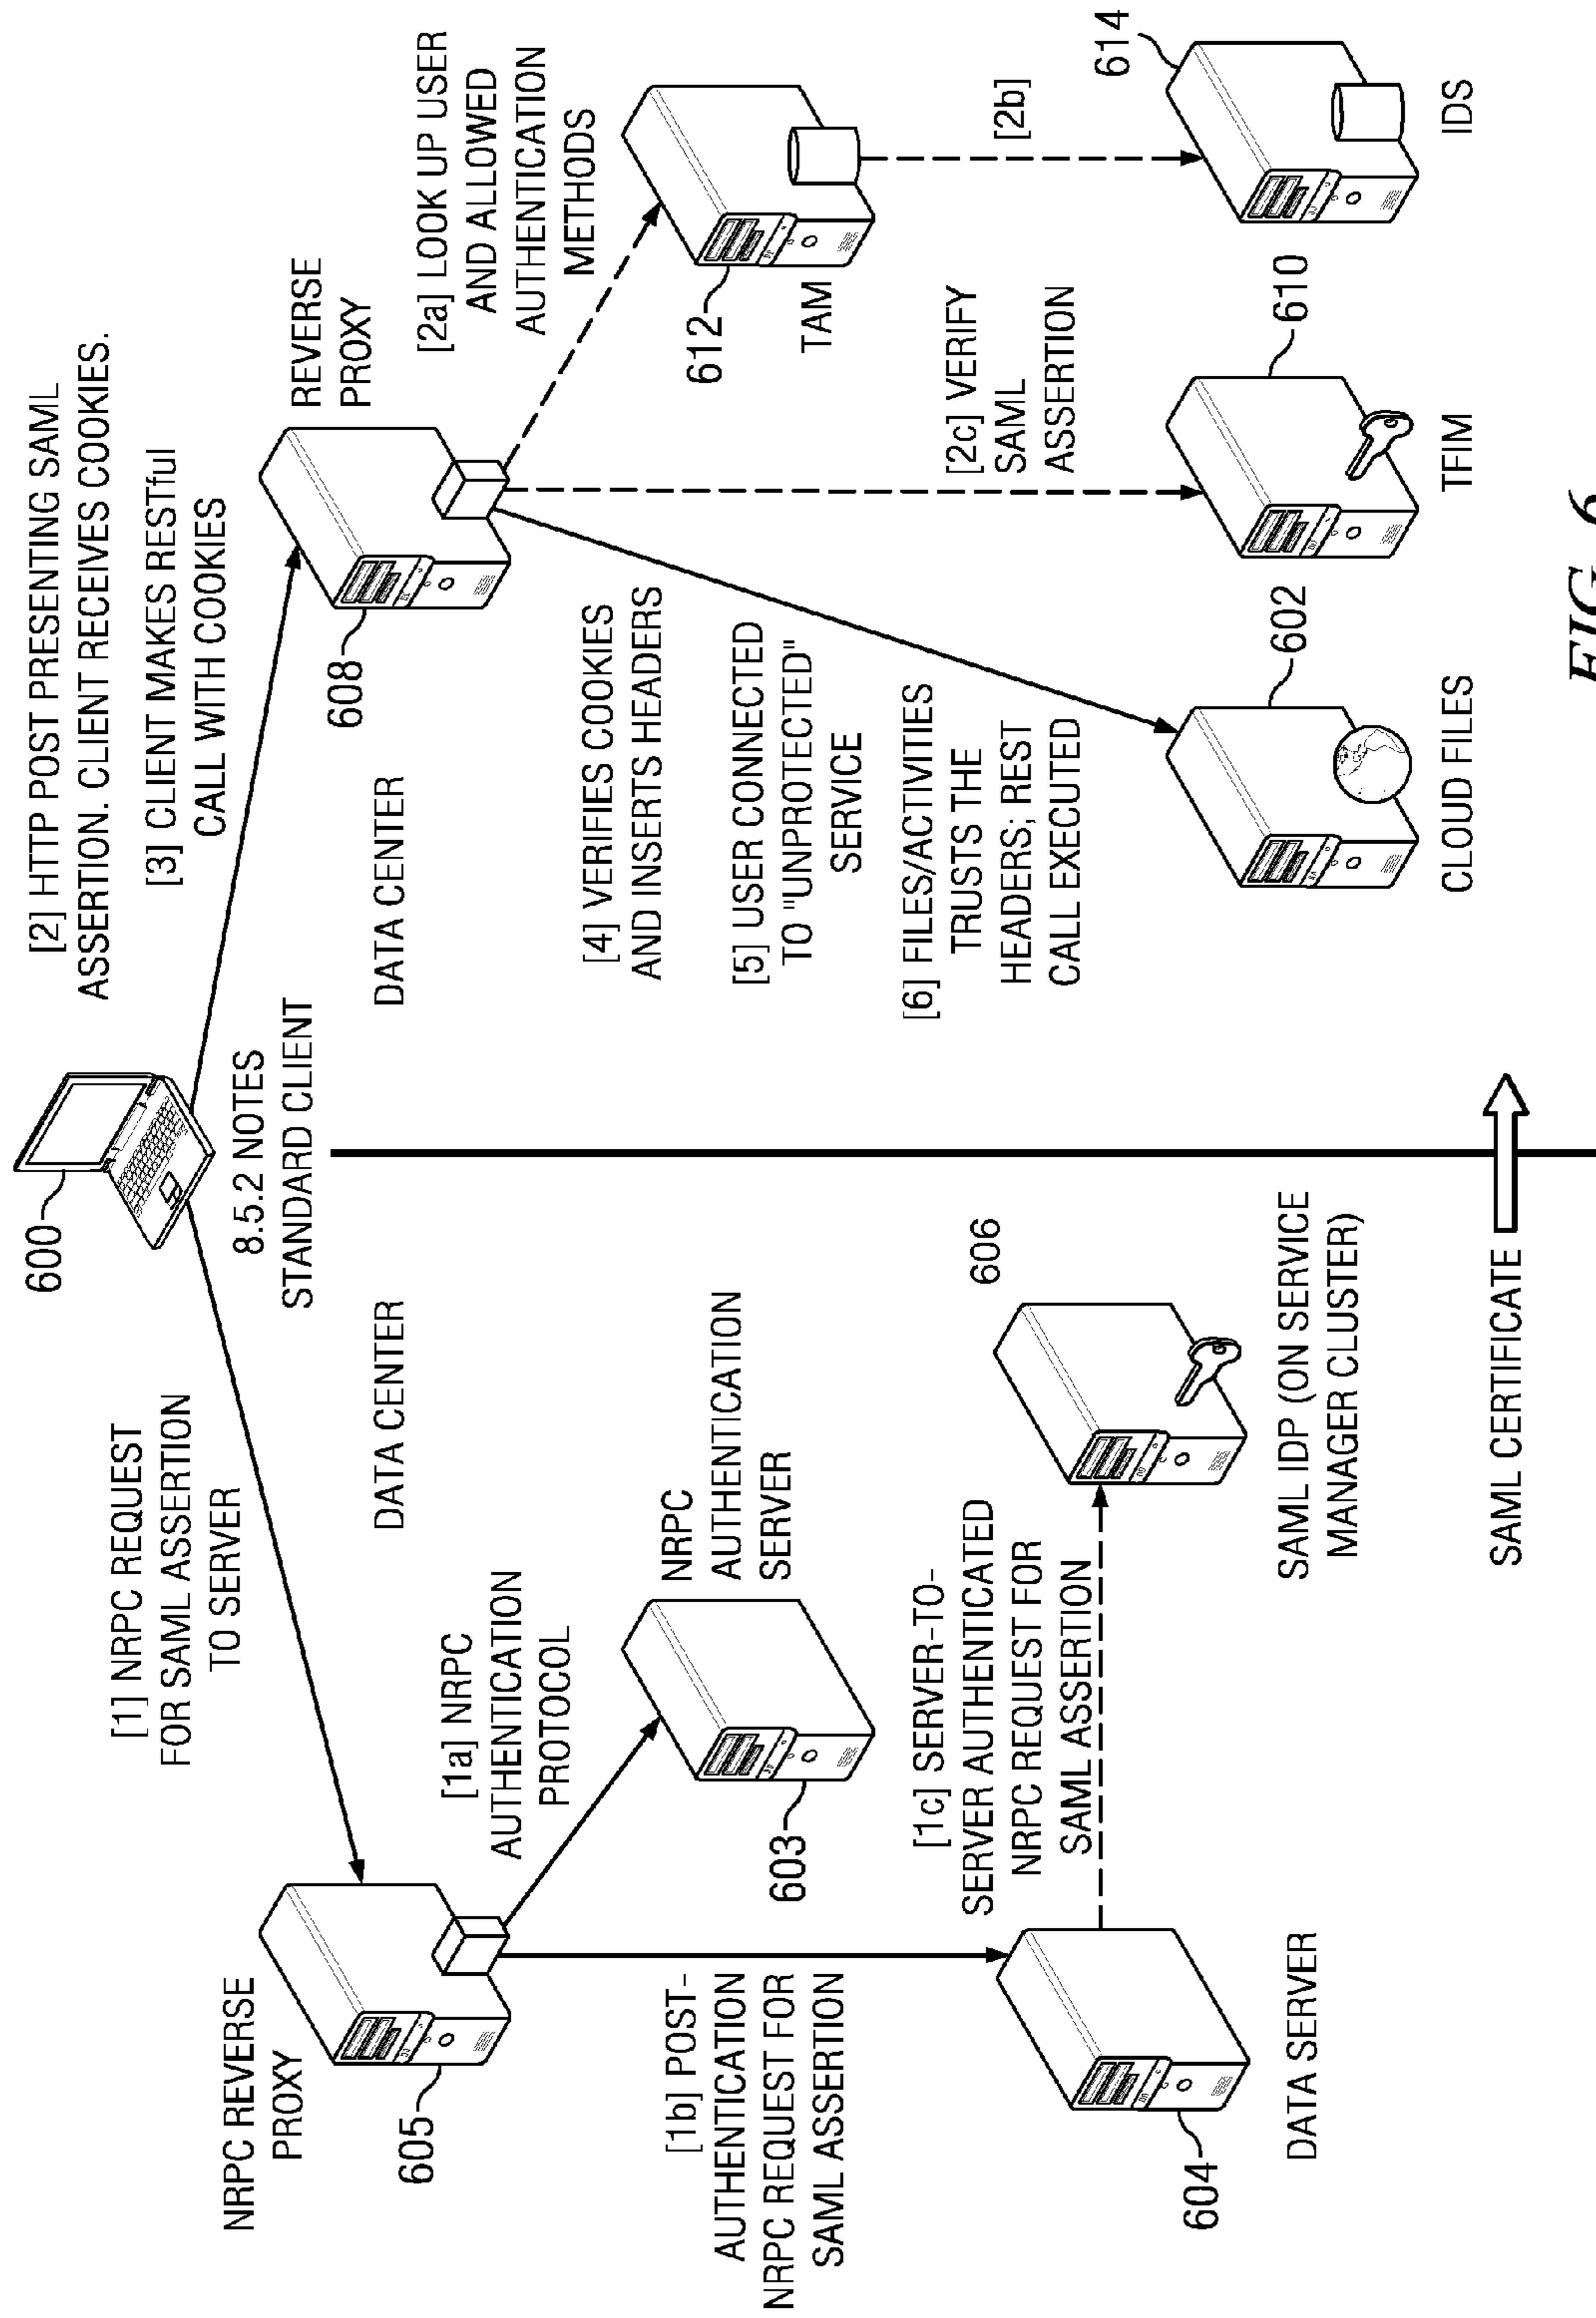 600
8.5.2 NOTES
STANDARD CLIENT
[1] NRPC REQUEST
FOR SAML ASSERTION
TO SERVER
DATA CENTER
NRPC REVERSE
PROXY
605
[1a] NRPC
AUTHENTICATION
PROTOCOL
NRPC
AUTHENTICATION
SERVER
603
[1b] POST-
AUTHENTICATION
NRPC REQUEST FOR
SAML ASSERTION
[1c] SERVER-TO-
SERVER AUTHENTICATED
NRPC REQUEST FOR
SAML ASSERTION
604
DATA SERVER
606
SAML IDP (ON SERVICE
MANAGER CLUSTER)
SAML CERTIFICATE
[2] HTTP POST PRESENTING SAML
ASSERTION. CLIENT RECEIVES COOKIES.
[3] CLIENT MAKES RESTful
CALL WITH COOKIES
DATA CENTER
REVERSE
PROXY
608
[2a] LOOK UP USER
AND ALLOWED
AUTHENTICATION
METHODS
612
TAM
[2b]
614
IDS
[2c] VERIFY
SAML
ASSERTION
610
TFIM
[4] VERIFIES COOKIES
AND INSERTS HEADERS
[5] USER CONNECTED
TO "UNPROTECTED"
SERVICE
[6] FILES/ACTIVITIES
TRUSTS THE
HEADERS; REST
CALL EXECUTED
602
CLOUD FILES
FIG. 6